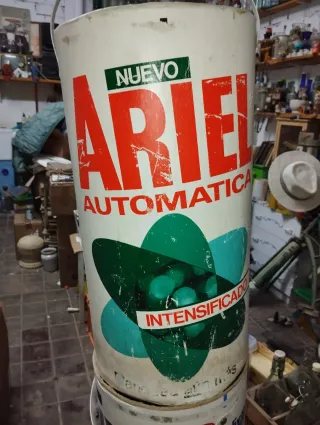 NUEVO
ARIEL
AUTOMATICA
INTENSIFICADO